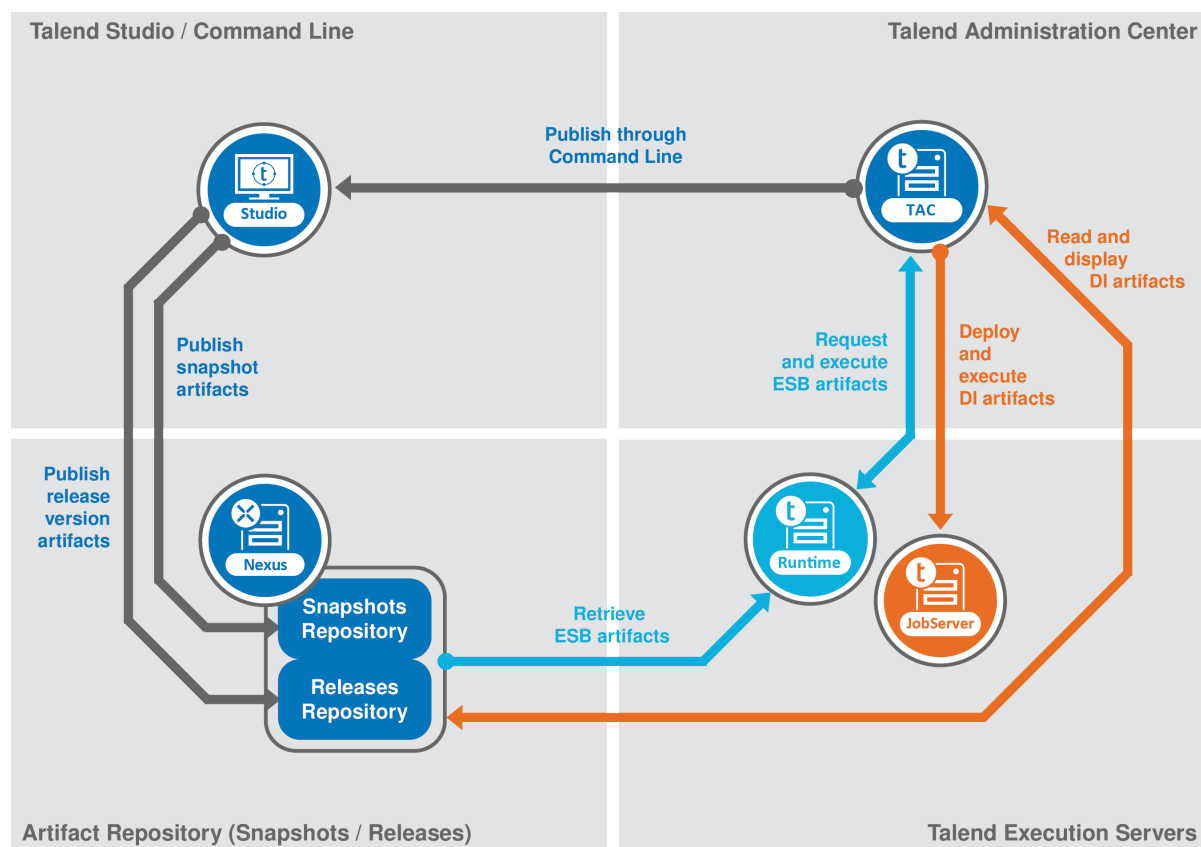 Talend Studio / Command Line
Talend Administration Center
Publish through
Command Line
Studio
TAC
Read and
display
DI artifacts
Publish
snapshot
artifacts
Request
and execute
ESB artifacts
Deploy
and
execute
DI artifacts
Publish
release
version
artifacts
Nexus
Snapshots
Repository
Releases
Repository
Retrieve
ESB artifacts
t
Runtime
t
JobServer
Artifact Repository (Snapshots / Releases)
Talend Execution Servers